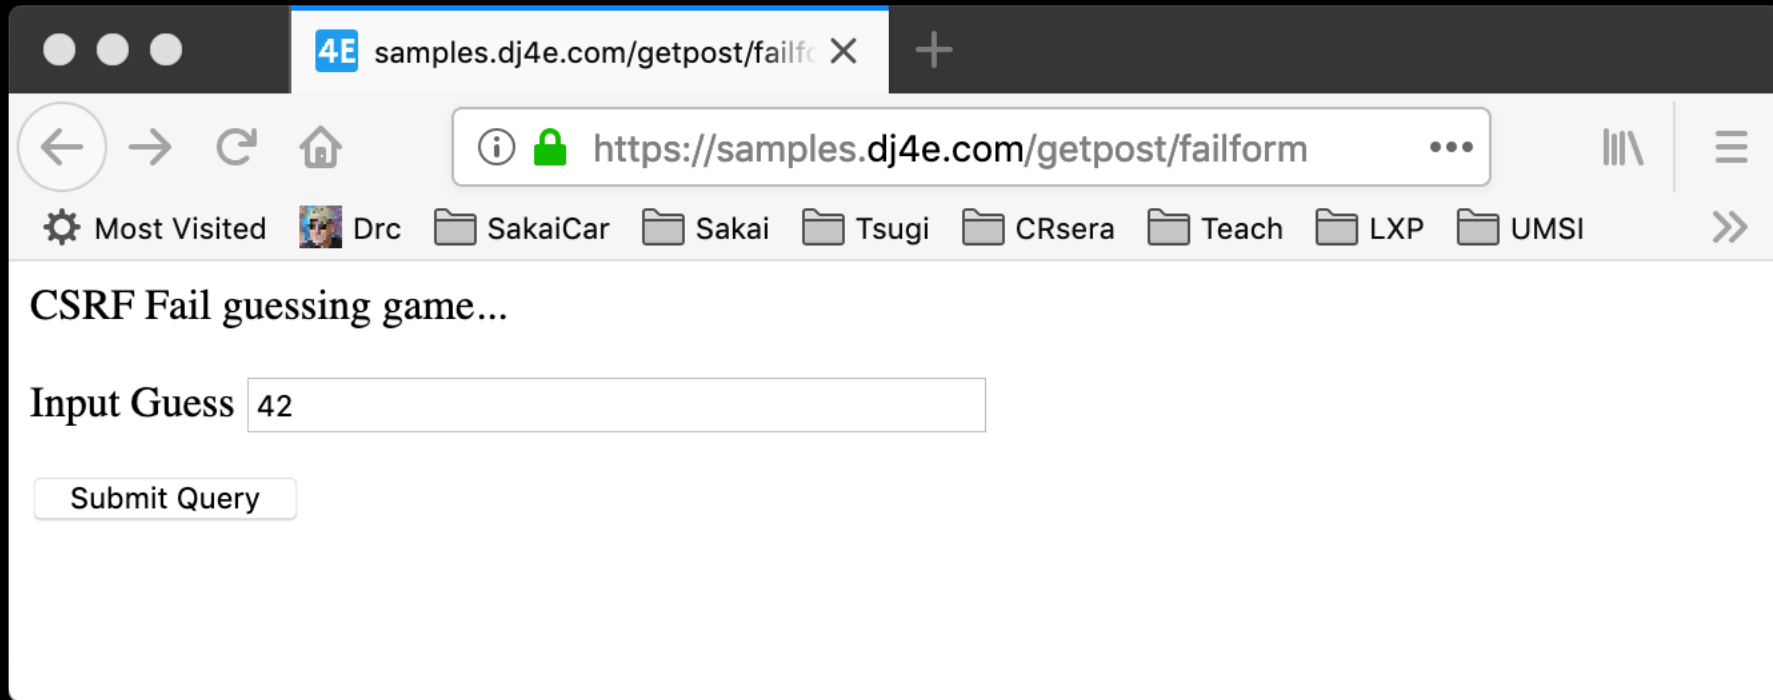 4E samples.dj4e.com/getpost/failfo
https://samples.dj4e.com/getpost/failform
Most Visited Drc SakaiCar Sakai Tsugi CRsera Teach LXP UMSI
CSRF Fail guessing game...
Input Guess 42
Submit Query